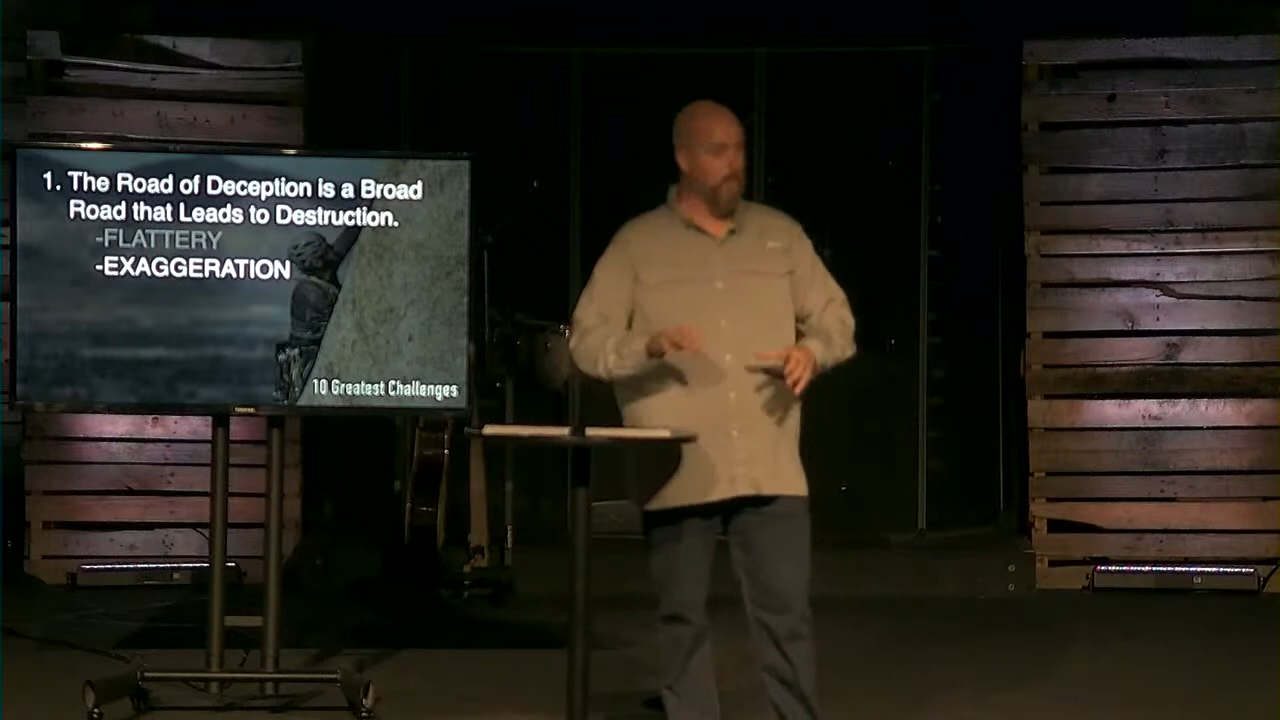 1. The Road of Deception is a Broad
Road that Leads to Destruction.
-FLATTERY
-EXAGGERATION
10 Greatest Challenges